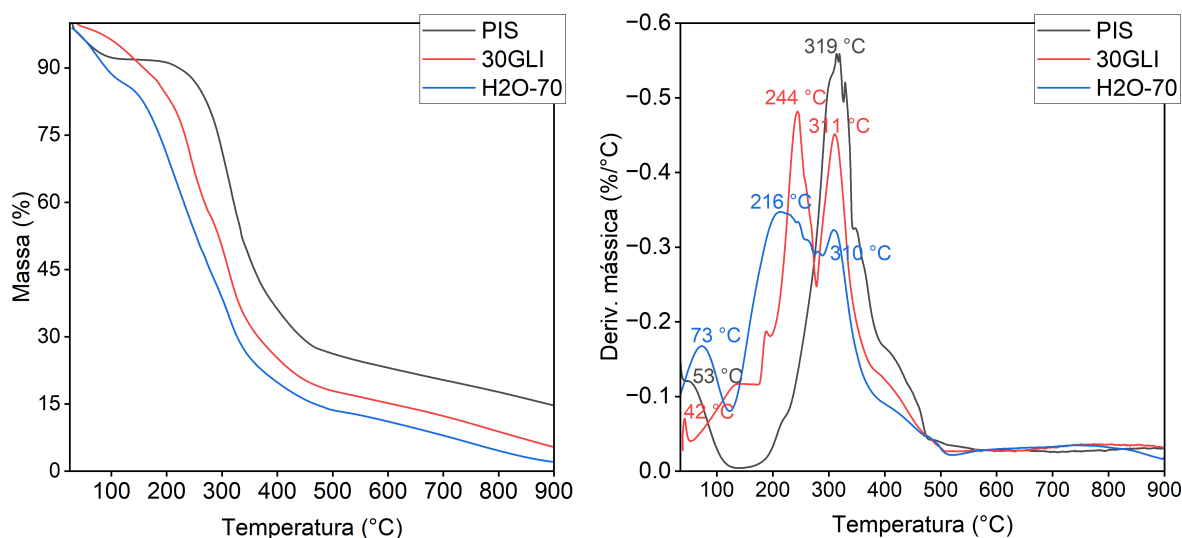 PIS
30GLI
H2O-70
90
75
60
45
30
15
0
100 200 300 400 500 600 700 800 900
Massa (%)
Temperatura (°C)
PIS
30GLI
H2O-70
−0.6
−0.5
−0.4
−0.3
−0.2
−0.1
0.0
319 °C
244 °C
311 °C
216 °C
310 °C
73 °C
53 °C
42 °C
100 200 300 400 500 600 700 800 900
Deriv. mássica (%/°C)
Temperatura (°C)